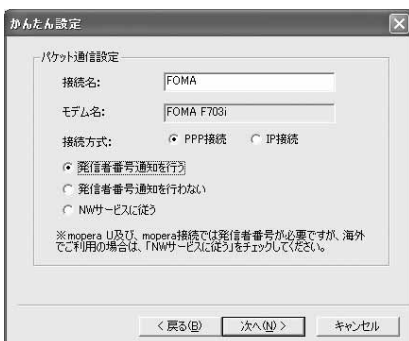 かんたん設定
パケット通信設定
接続名: FOMA
モデム名: FOMA F703i
接続方式: PPP接続 IP接続
発信者番号通知を行う
発信者番号通知を行わない
NWサービスに従う
※mopera U及び、mopera接続では発信者番号が必要ですが、海外
でご利用の場合は、「NWサービスに従う」をチェックしてください。
< 戻る(B) 次へ(N) > キャンセル